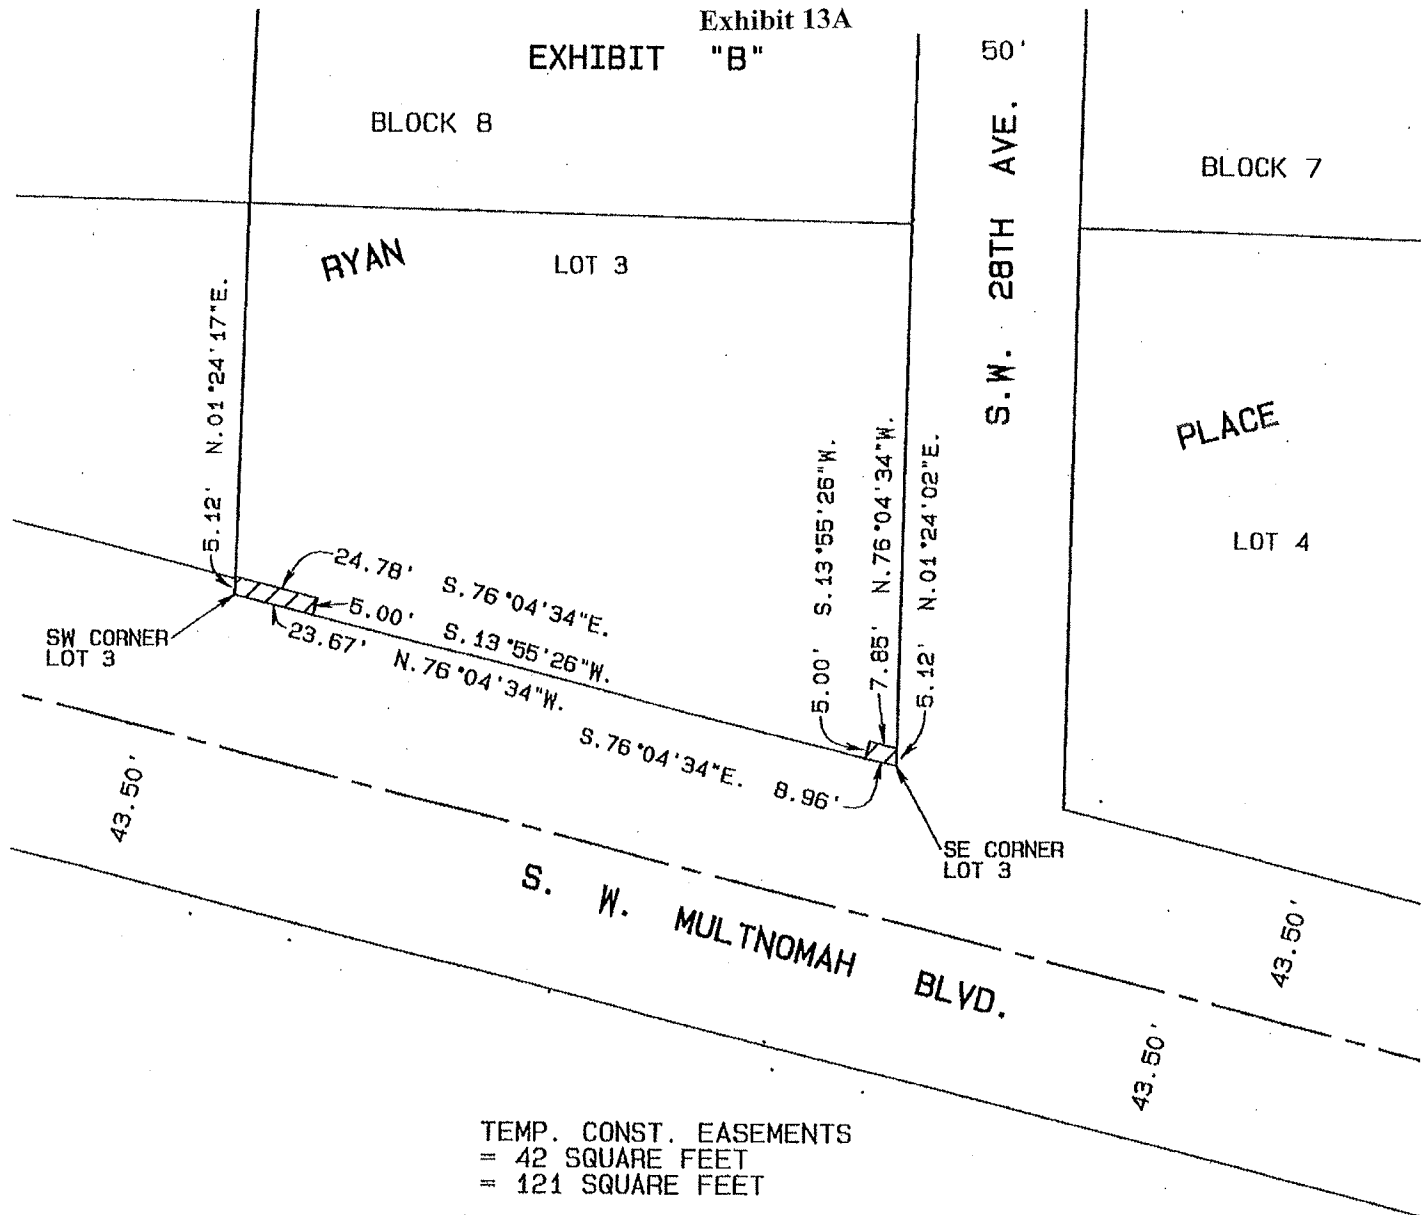 Exhibit 13A
EXHIBIT "B"
50'
BLOCK 8
S.W. 28TH AVE.
BLOCK 7
RYAN
LOT 3
5.12' N.01°24'17"E.
PLACE
5.00' S.13°55'26"W.
7.85' N.76°04'34"W.
5.12' N.01°24'02"E.
LOT 4
24.78' S.76°04'34"E.
5.00' S.13°55'26"W.
23.67' N.76°04'34"W.
SW CORNER
LOT 3
S.76°04'34"E. 8.96'
43.50'
SE CORNER
LOT 3
S. W. MULTNOMAH BLVD.
43.50'
43.50'
TEMP. CONST. EASEMENTS
= 42 SQUARE FEET
= 121 SQUARE FEET